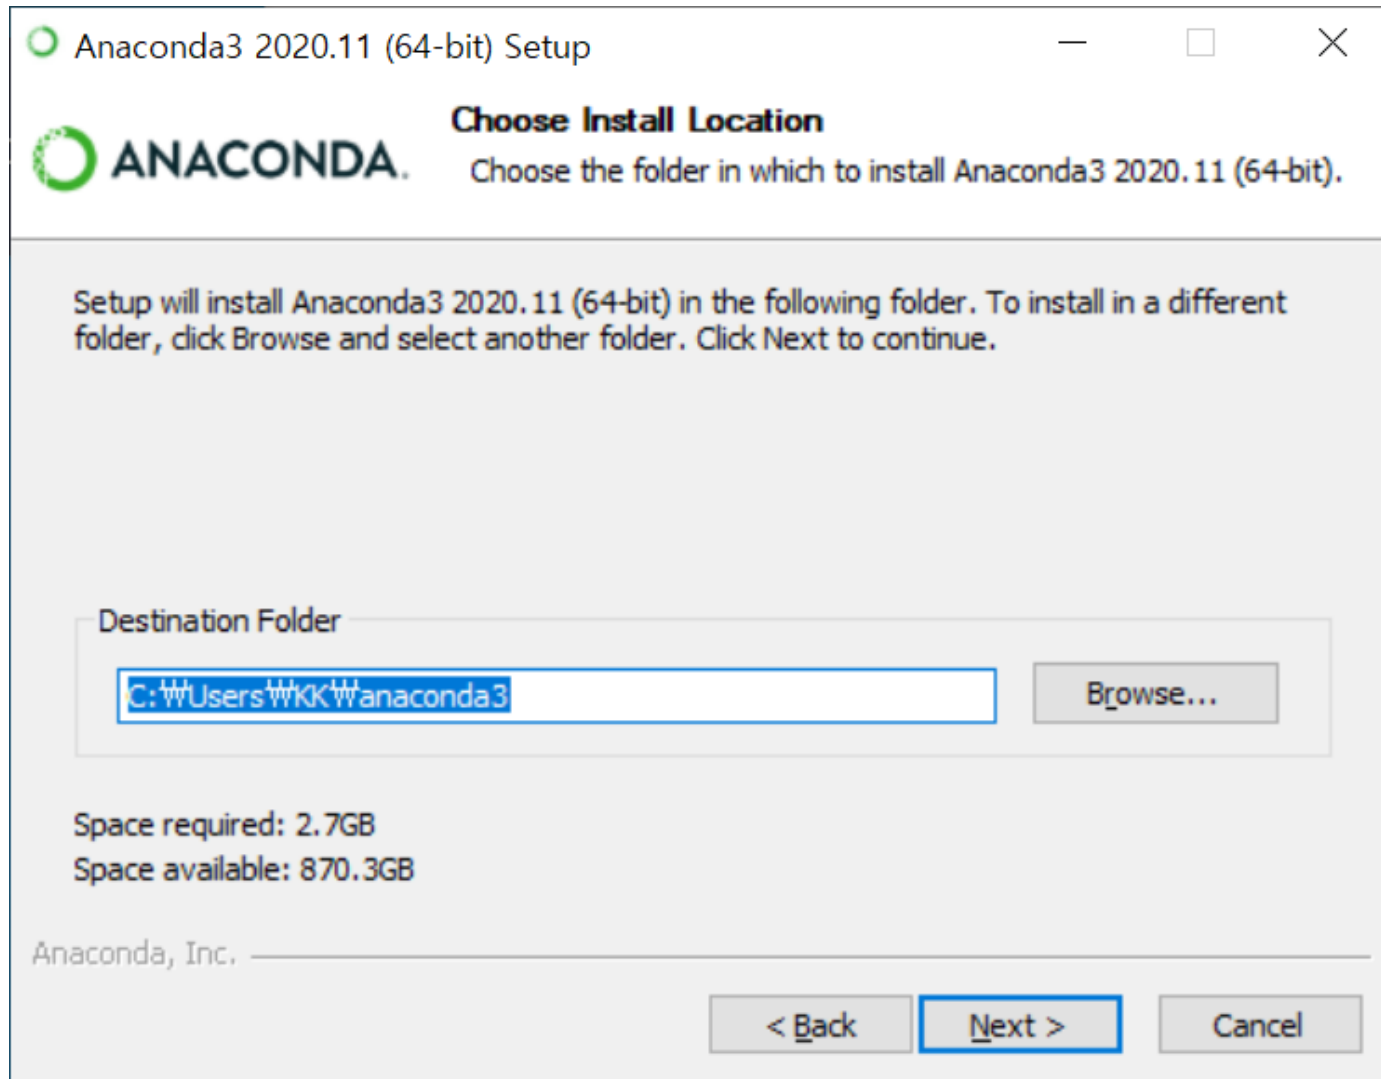 Anaconda3 2020.11 (64-bit) Setup
ANACONDA.
Choose Install Location
Choose the folder in which to install Anaconda3 2020.11 (64-bit).
Setup will install Anaconda3 2020.11 (64-bit) in the following folder. To install in a different
folder, click Browse and select another folder. Click Next to continue.
Destination Folder
C:₩Users₩KK₩anaconda3
Browse...
Space required: 2.7GB
Space available: 870.3GB
Anaconda, Inc.
< Back
Next >
Cancel